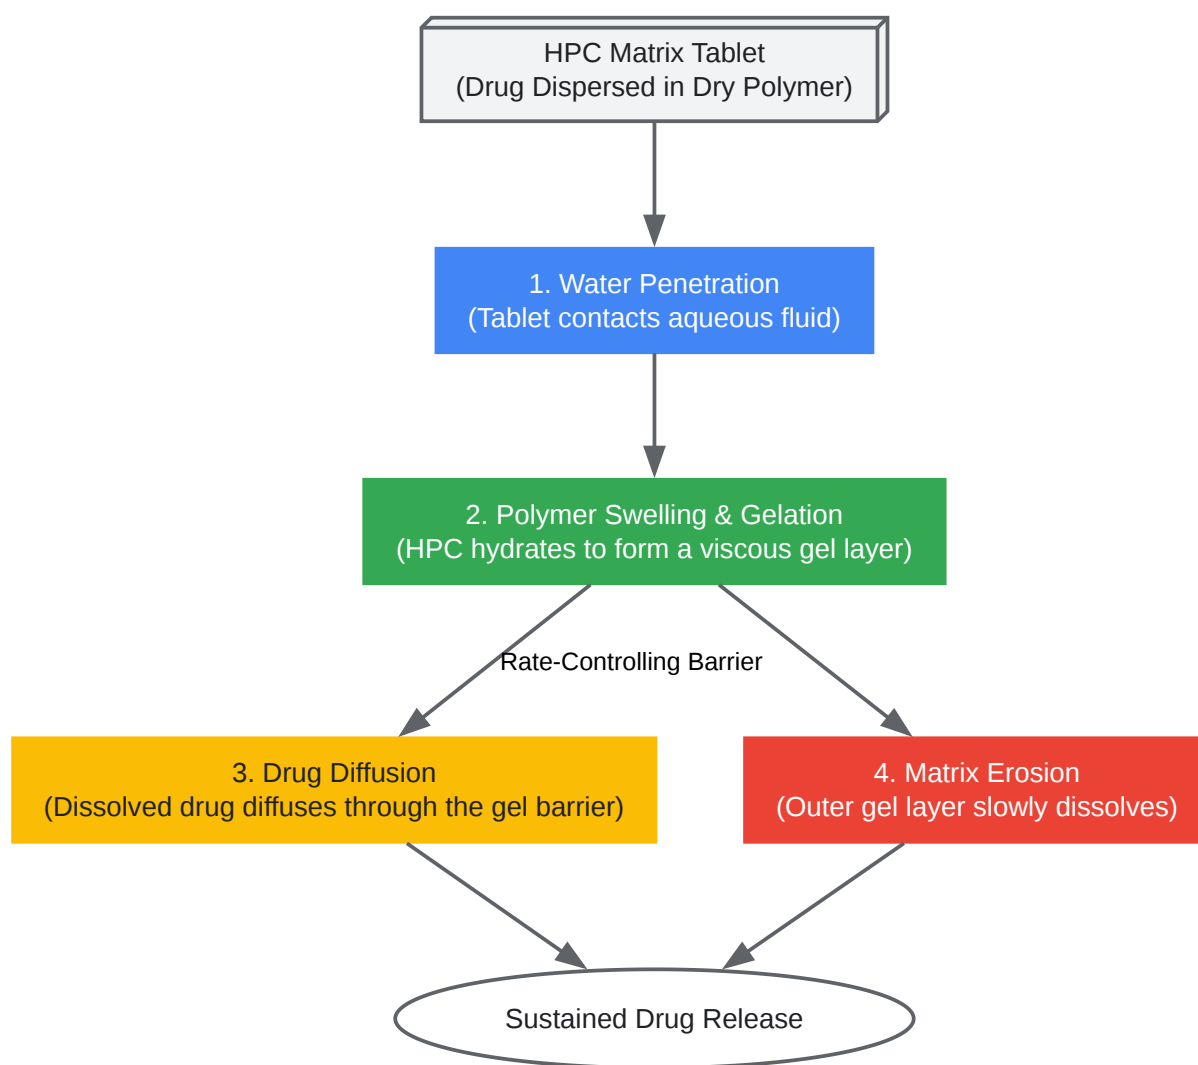 HPC Matrix Tablet
(Drug Dispersed in Dry Polymer)
1. Water Penetration
(Tablet contacts aqueous fluid)
2. Polymer Swelling & Gelation
(HPC hydrates to form a viscous gel layer)
Rate-Controlling Barrier
3. Drug Diffusion
(Dissolved drug diffuses through the gel barrier)
4. Matrix Erosion
(Outer gel layer slowly dissolves)
Sustained Drug Release